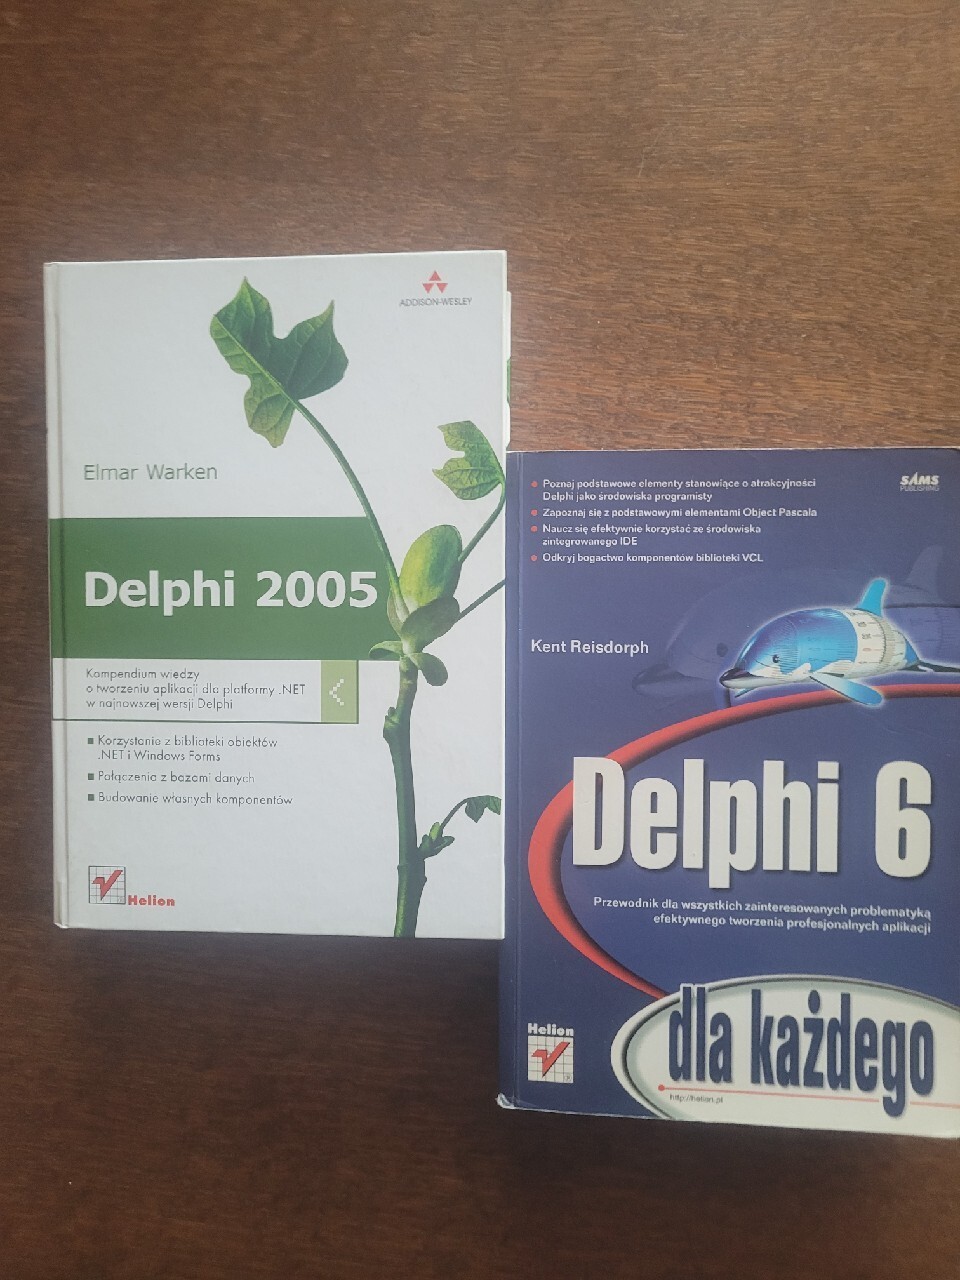 ADDISON-WESLEY
Elmar Warken
Delphi 2005
Kompendium wiedzy
o tworzeniu aplikacji dla platformy .NET
w najnowszej wersji Delphi
Korzystanie z biblioteki obiektów
.NET i Windows Forms
Połączenia z bazami danych
Budowanie własnych komponentów
Helion
SAMS
PUBLISHING
Poznaj podstawowe elementy stanowiące o atrakcyjności
Delphi jako środowiska programisty
Zapoznaj się z podstawowymi elementami Object Pascala
Naucz się efektywnie korzystać ze środowiska
zintegrowanego IDE
Odkryj bogactwo komponentów biblioteki VCL
Kent Reisdorph
Delphi 6
Przewodnik dla wszystkich zainteresowanych problematyką
efektywnego tworzenia profesjonalnych aplikacji
Helion
dla każdego
http://helion.pl